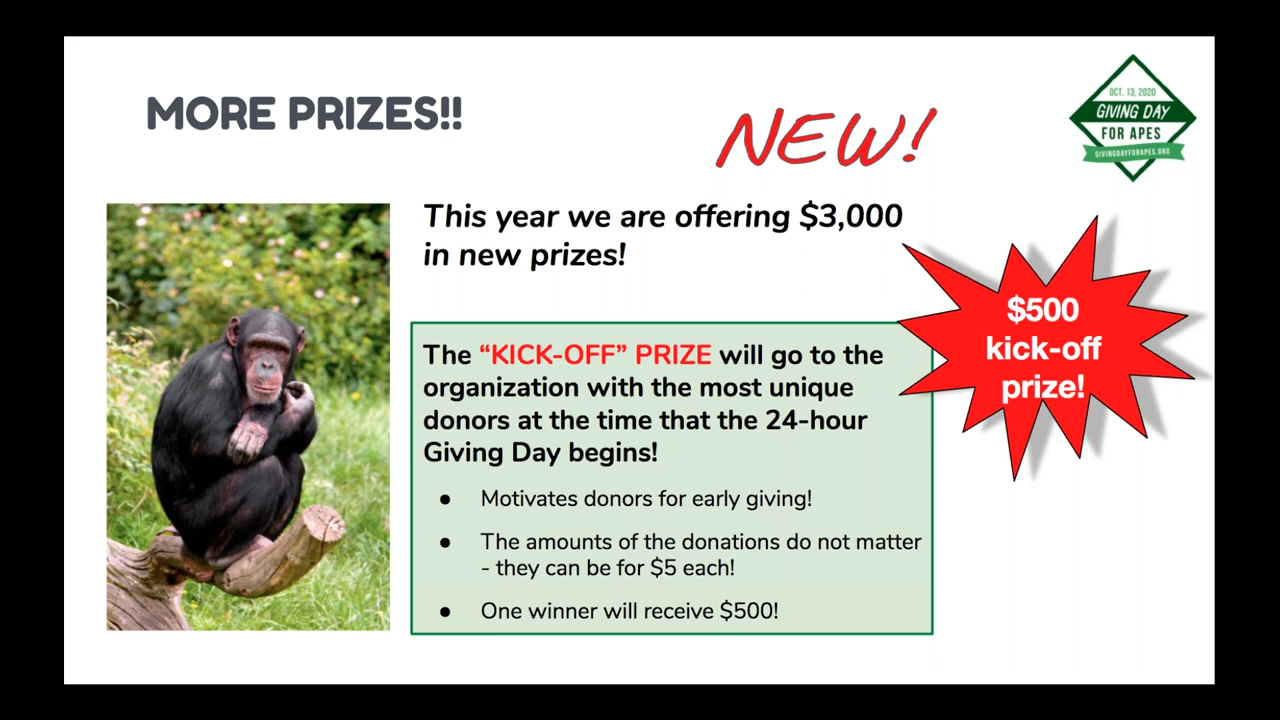 MORE PRIZES!!
NEW!
OCT. 13, 2020
GIVING DAY
FOR APES
GIVINGDAYFORAPES.ORG
This year we are offering $3,000
in new prizes!
$500
kick-off
prize!
The “KICK-OFF” PRIZE will go to the
organization with the most unique
donors at the time that the 24-hour
Giving Day begins!
● Motivates donors for early giving!
● The amounts of the donations do not matter
- they can be for $5 each!
● One winner will receive $500!